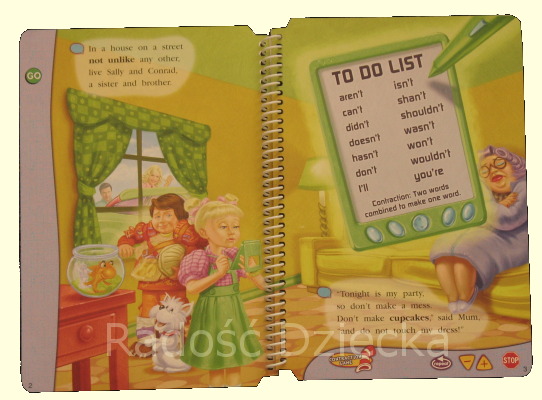 GO
In a house on a street
not unlike any other,
live Sally and Conrad,
a sister and brother.
2
TO DO LIST
aren't
can't
didn't
doesn't
hasn't
don't
I'll
isn't
shan't
shouldn't
wasn't
won't
wouldn't
you're
Contraction: Two words
combined to make one word.
"Tonight is my party,
so don't make a mess.
Don't make cupcakes," said Mum,
"and do not touch my dress!"
CONTRACTION
GAME
Repeat
STOP
3
Radość Dziecka